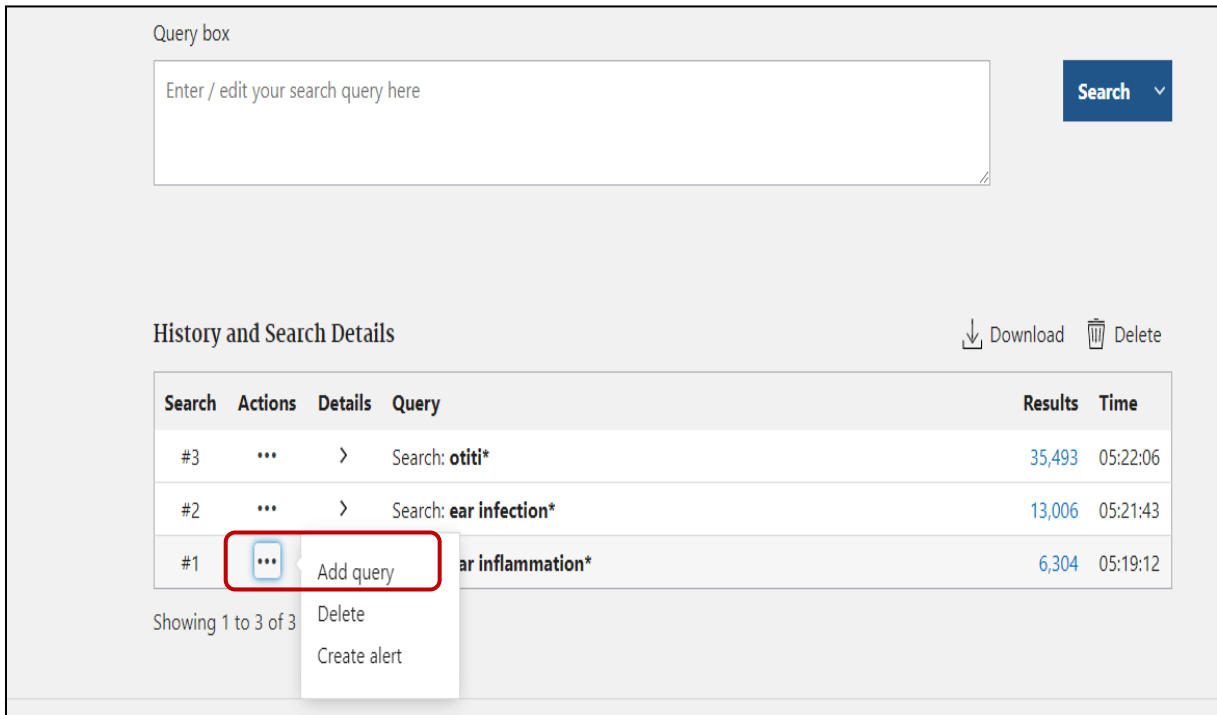 Query box
Enter / edit your search query here
Search
History and Search Details
Download Delete
Search Actions Details Query Results Time
#3 ••• > Search: otiti* 35,493 05:22:06
#2 ••• > Search: ear infection* 13,006 05:21:43
#1 ••• ar inflammation* 6,304 05:19:12
Add query
Showing 1 to 3 of 3
Delete
Create alert